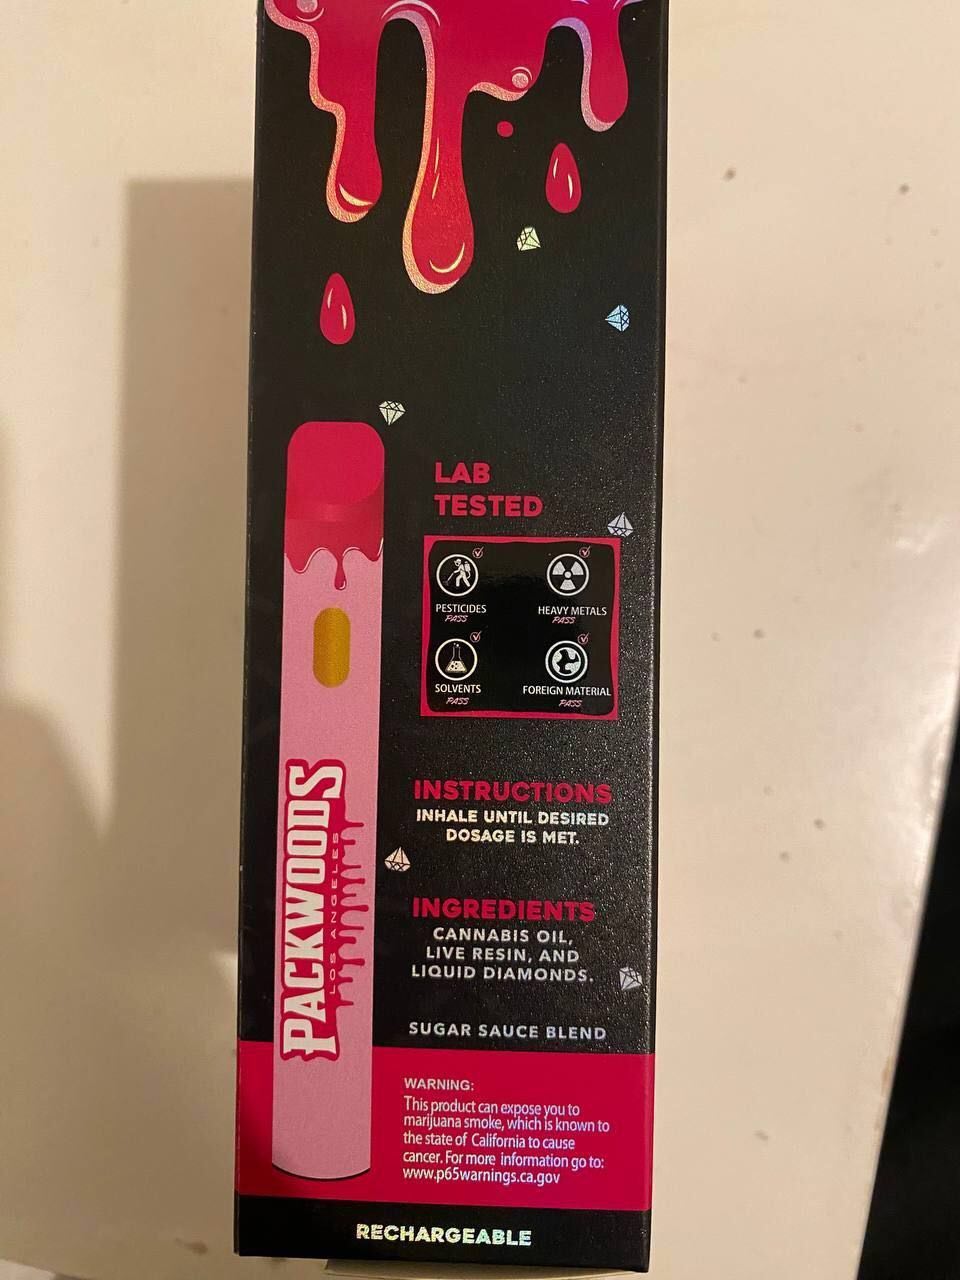 LAB
TESTED
PESTICIDES
PASS
HEAVY METALS
PASS
SOLVENTS
PASS
FOREIGN MATERIAL
PASS
PACKWOODS
LOS ANGELES
INSTRUCTIONS
INHALE UNTIL DESIRED
DOSAGE IS MET.
INGREDIENTS
CANNABIS OIL,
LIVE RESIN, AND
LIQUID DIAMONDS.
SUGAR SAUCE BLEND
WARNING:
This product can expose you to
marijuana smoke, which is known to
the state of California to cause
cancer. For more information go to:
www.p65warnings.ca.gov
RECHARGEABLE